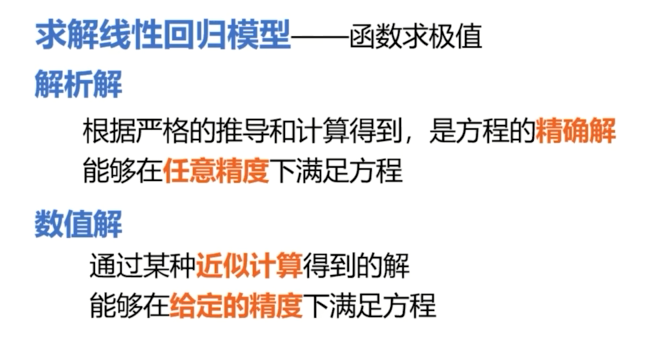 求解线性回归模型——函数求极值
解析解
根据严格的推导和计算得到，是方程的精确解
能够在任意精度下满足方程
数值解
通过某种近似计算得到的解
能够在给定的精度下满足方程